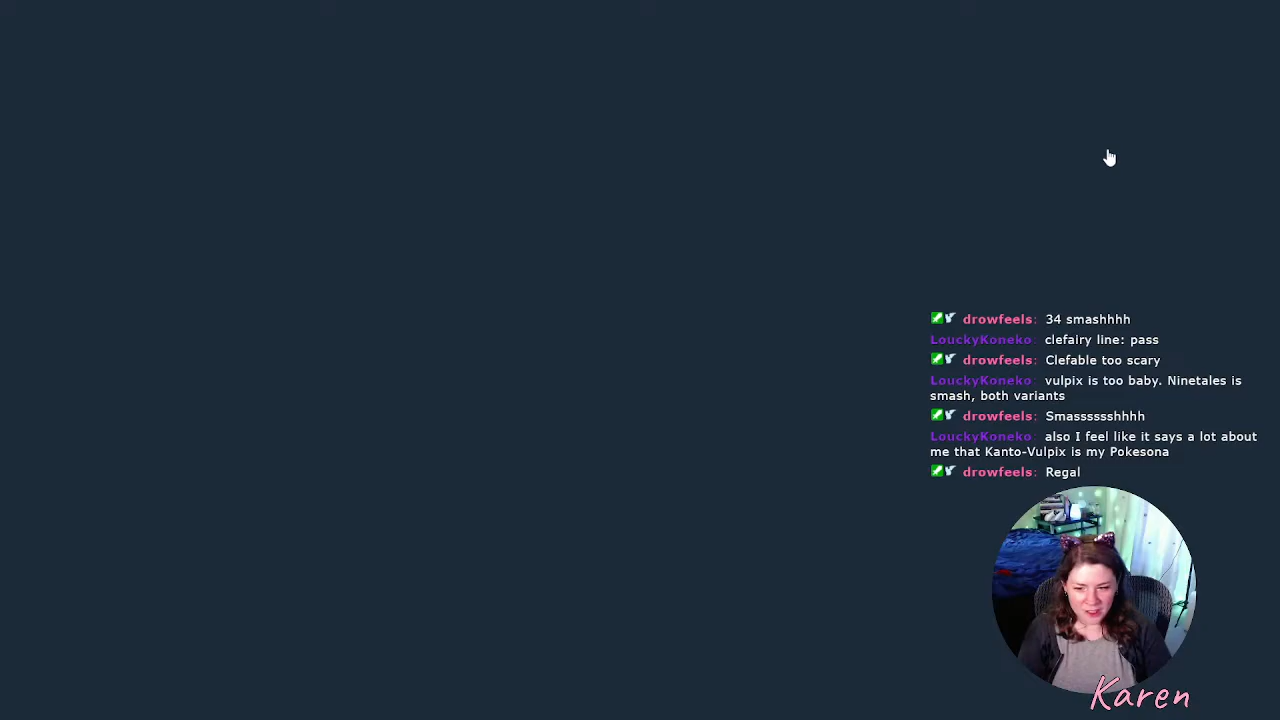 drowfeels: 34 smashhhh
LouckyKoneko: clefairy line: pass
drowfeels: Clefable too scary
LouckyKoneko: vulpix is too baby. Ninetales is
smash, both variants
drowfeels: Smasssssshhhh
LouckyKoneko: also I feel like it says a lot about
me that Kanto-Vulpix is my Pokesona
drowfeels: Regal
Karen